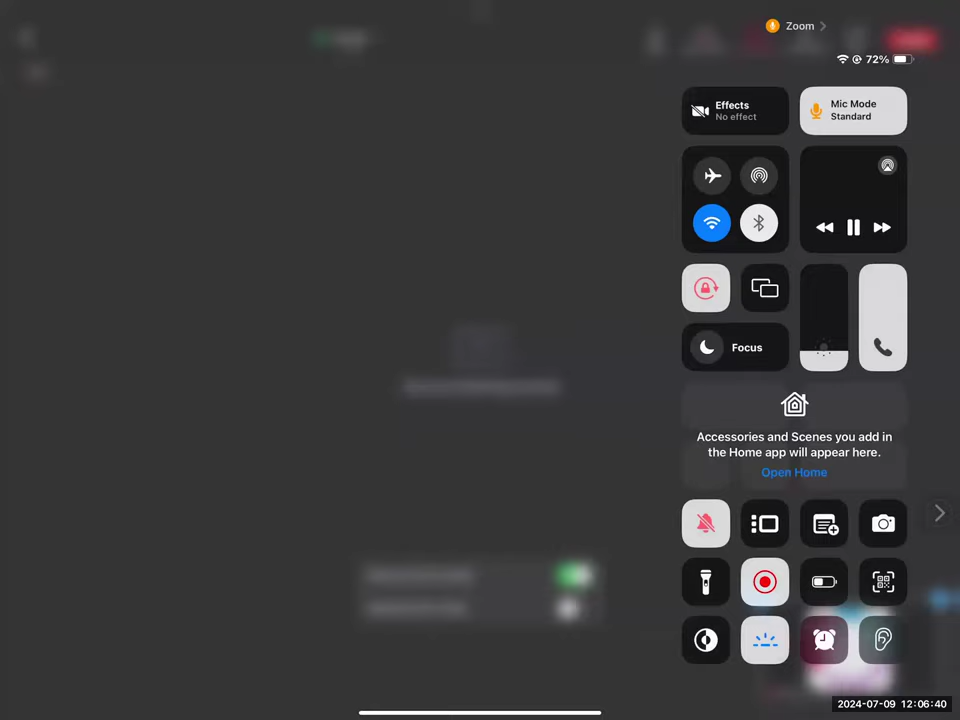 Zoom
72%
Effects
No effect
Mic Mode
Standard
Focus
Accessories and Scenes you add in
the Home app will appear here.
Open Home
2024-07-09 12:06:40